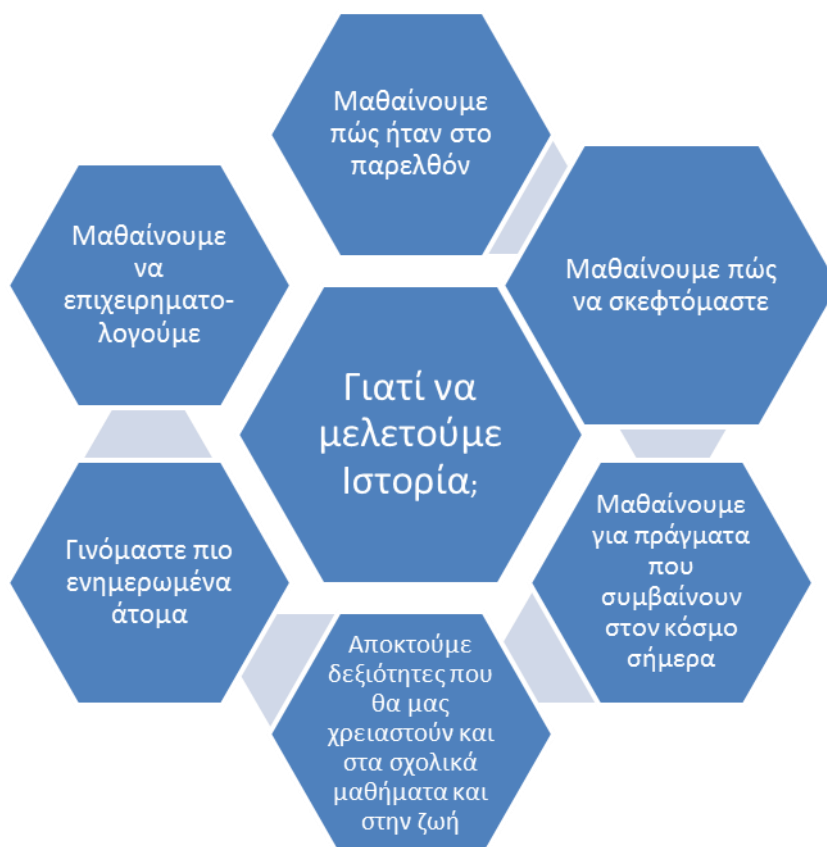 Μαθαίνουμε
πώς ήταν στο
παρελθόν
Μαθαίνουμε πώς
να σκεφτόμαστε
Μαθαίνουμε
για πράγματα
που
συμβαίνουν
στον κόσμο
σήμερα
Αποκτούμε
δεξιότητες που
θα μας
χρειαστούν και
στα σχολικά
μαθήματα και
στην ζωή
Γινόμαστε πιο
ενημερωμένα
άτομα
Μαθαίνουμε
να
επιχειρηματο-
λογούμε
Γιατί να
μελετούμε
Ιστορία;